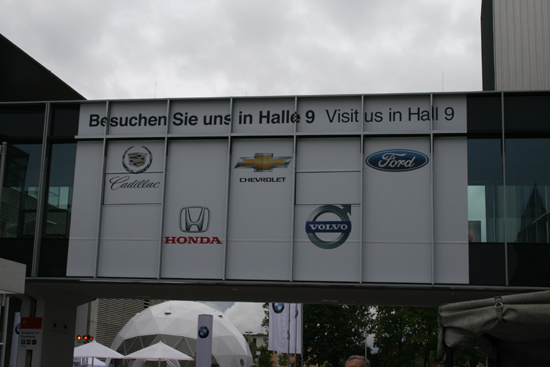 Besuchen Sie uns in Halle 9 Visit us in Hall 9
Cadillac
CHEVROLET
Ford
HONDA
VOLVO